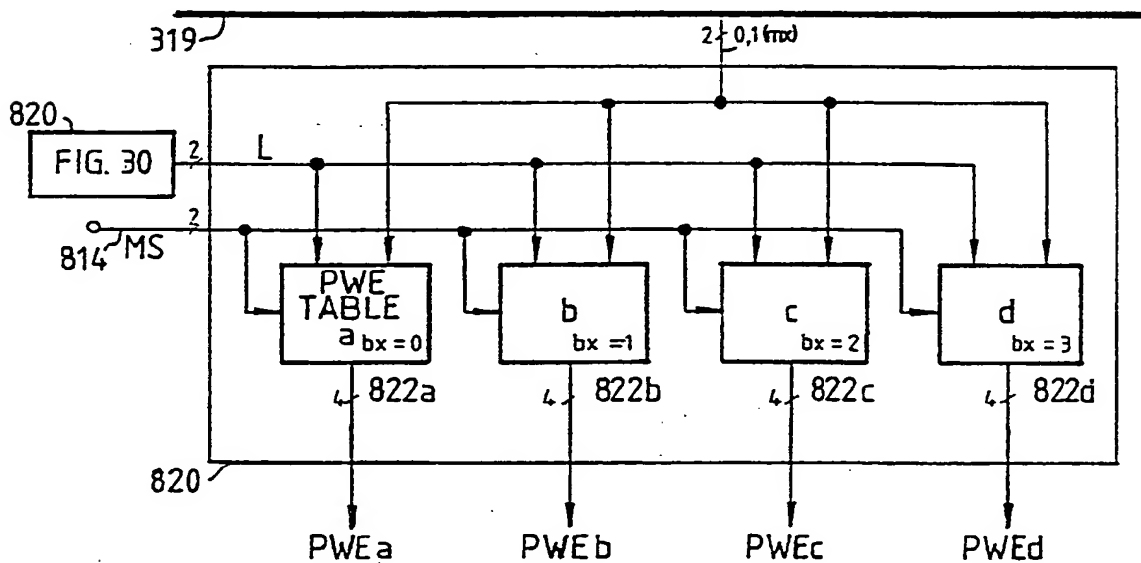 319
2 0,1(mx)
820
FIG. 30
2
L
2
814
MS
PWE
TABLE
a bx=0
b
bx=1
c
bx=2
d
bx=3
4 822a
4 822b
4 822c
4 822d
820
PWEa PWEb PWEc PWEd